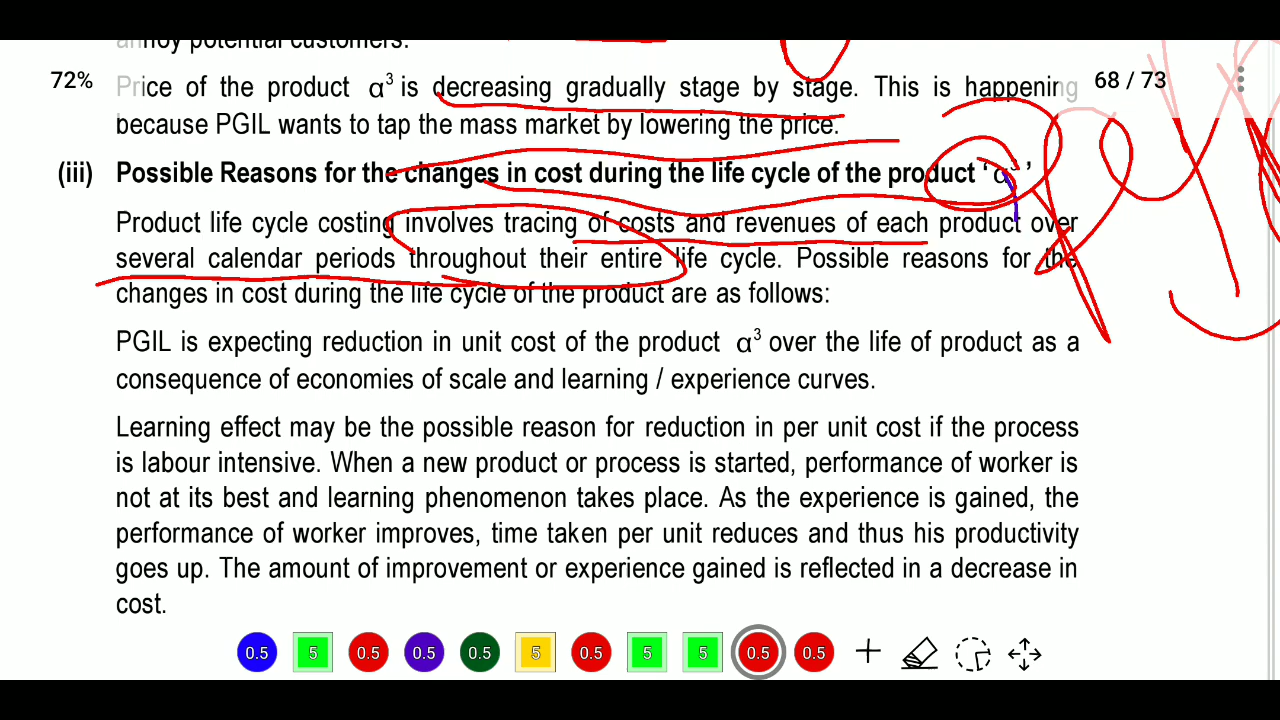 annoy potential customers.
72%
Price of the product α³ is decreasing gradually stage by stage. This is happening
68 / 73
because PGIL wants to tap the mass market by lowering the price.
(iii) Possible Reasons for the changes in cost during the life cycle of the product ‘α³’
Product life cycle costing involves tracing of costs and revenues of each product over
several calendar periods throughout their entire life cycle. Possible reasons for the
changes in cost during the life cycle of the product are as follows:
PGIL is expecting reduction in unit cost of the product α³ over the life of product as a
consequence of economies of scale and learning / experience curves.
Learning effect may be the possible reason for reduction in per unit cost if the process
is labour intensive. When a new product or process is started, performance of worker is
not at its best and learning phenomenon takes place. As the experience is gained, the
performance of worker improves, time taken per unit reduces and thus his productivity
goes up. The amount of improvement or experience gained is reflected in a decrease in
cost.
0.5 5 0.5 0.5 0.5 5 0.5 5 5 0.5 0.5